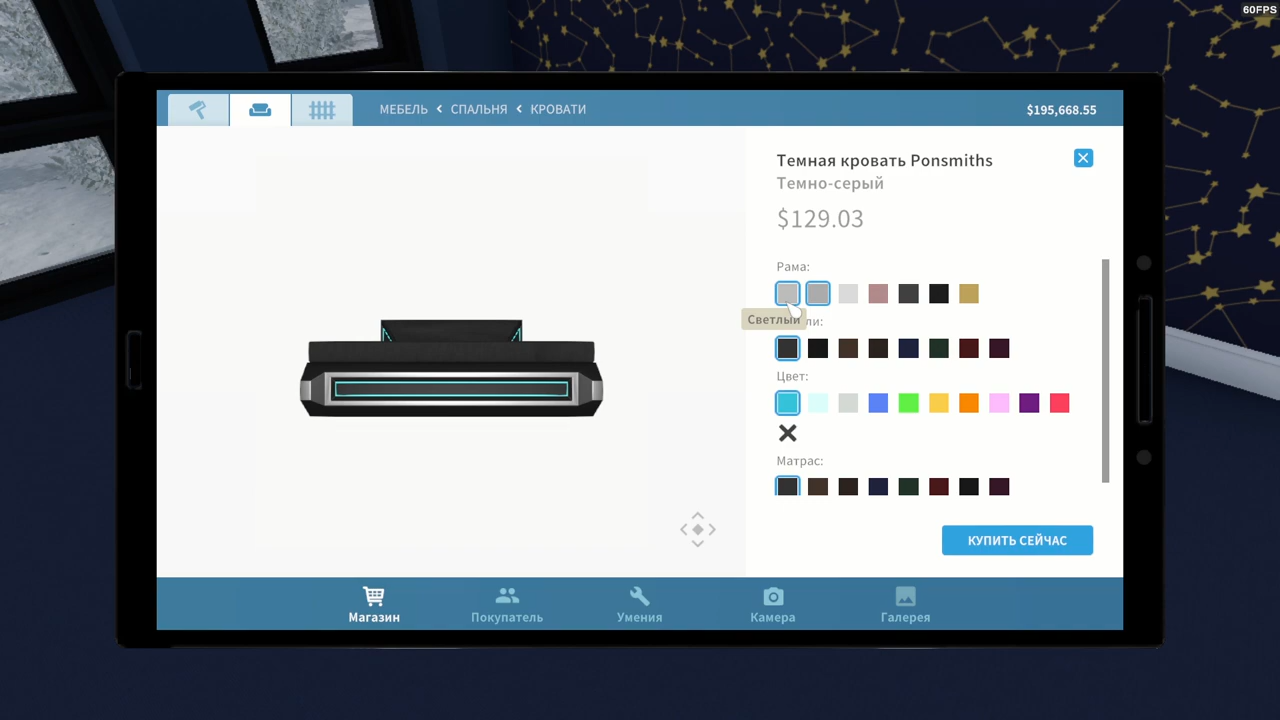 60FPS
МЕБЕЛЬ < СПАЛЬНЯ < КРОВАТИ
$195,668.55
Темная кровать Ponsmiths
Темно-серый
$129.03
Рама:
Светлый
ли:
Цвет:
Матрас:
КУПИТЬ СЕЙЧАС
Магазин
Покупатель
Умения
Камера
Галерея